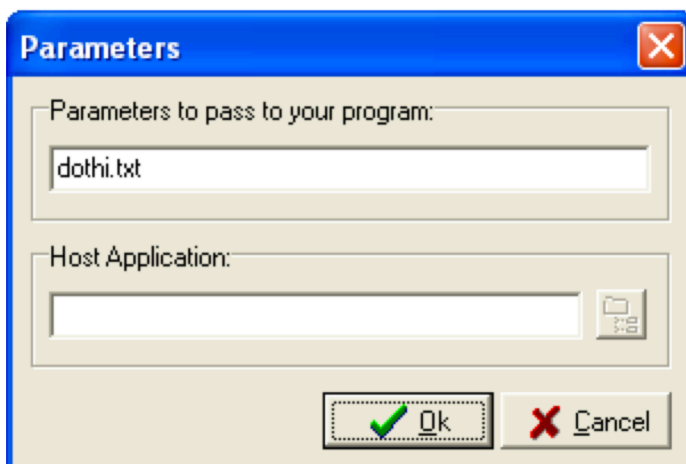 Parameters
Parameters to pass to your program:
dothi.txt
Host Application:
Ok
Cancel